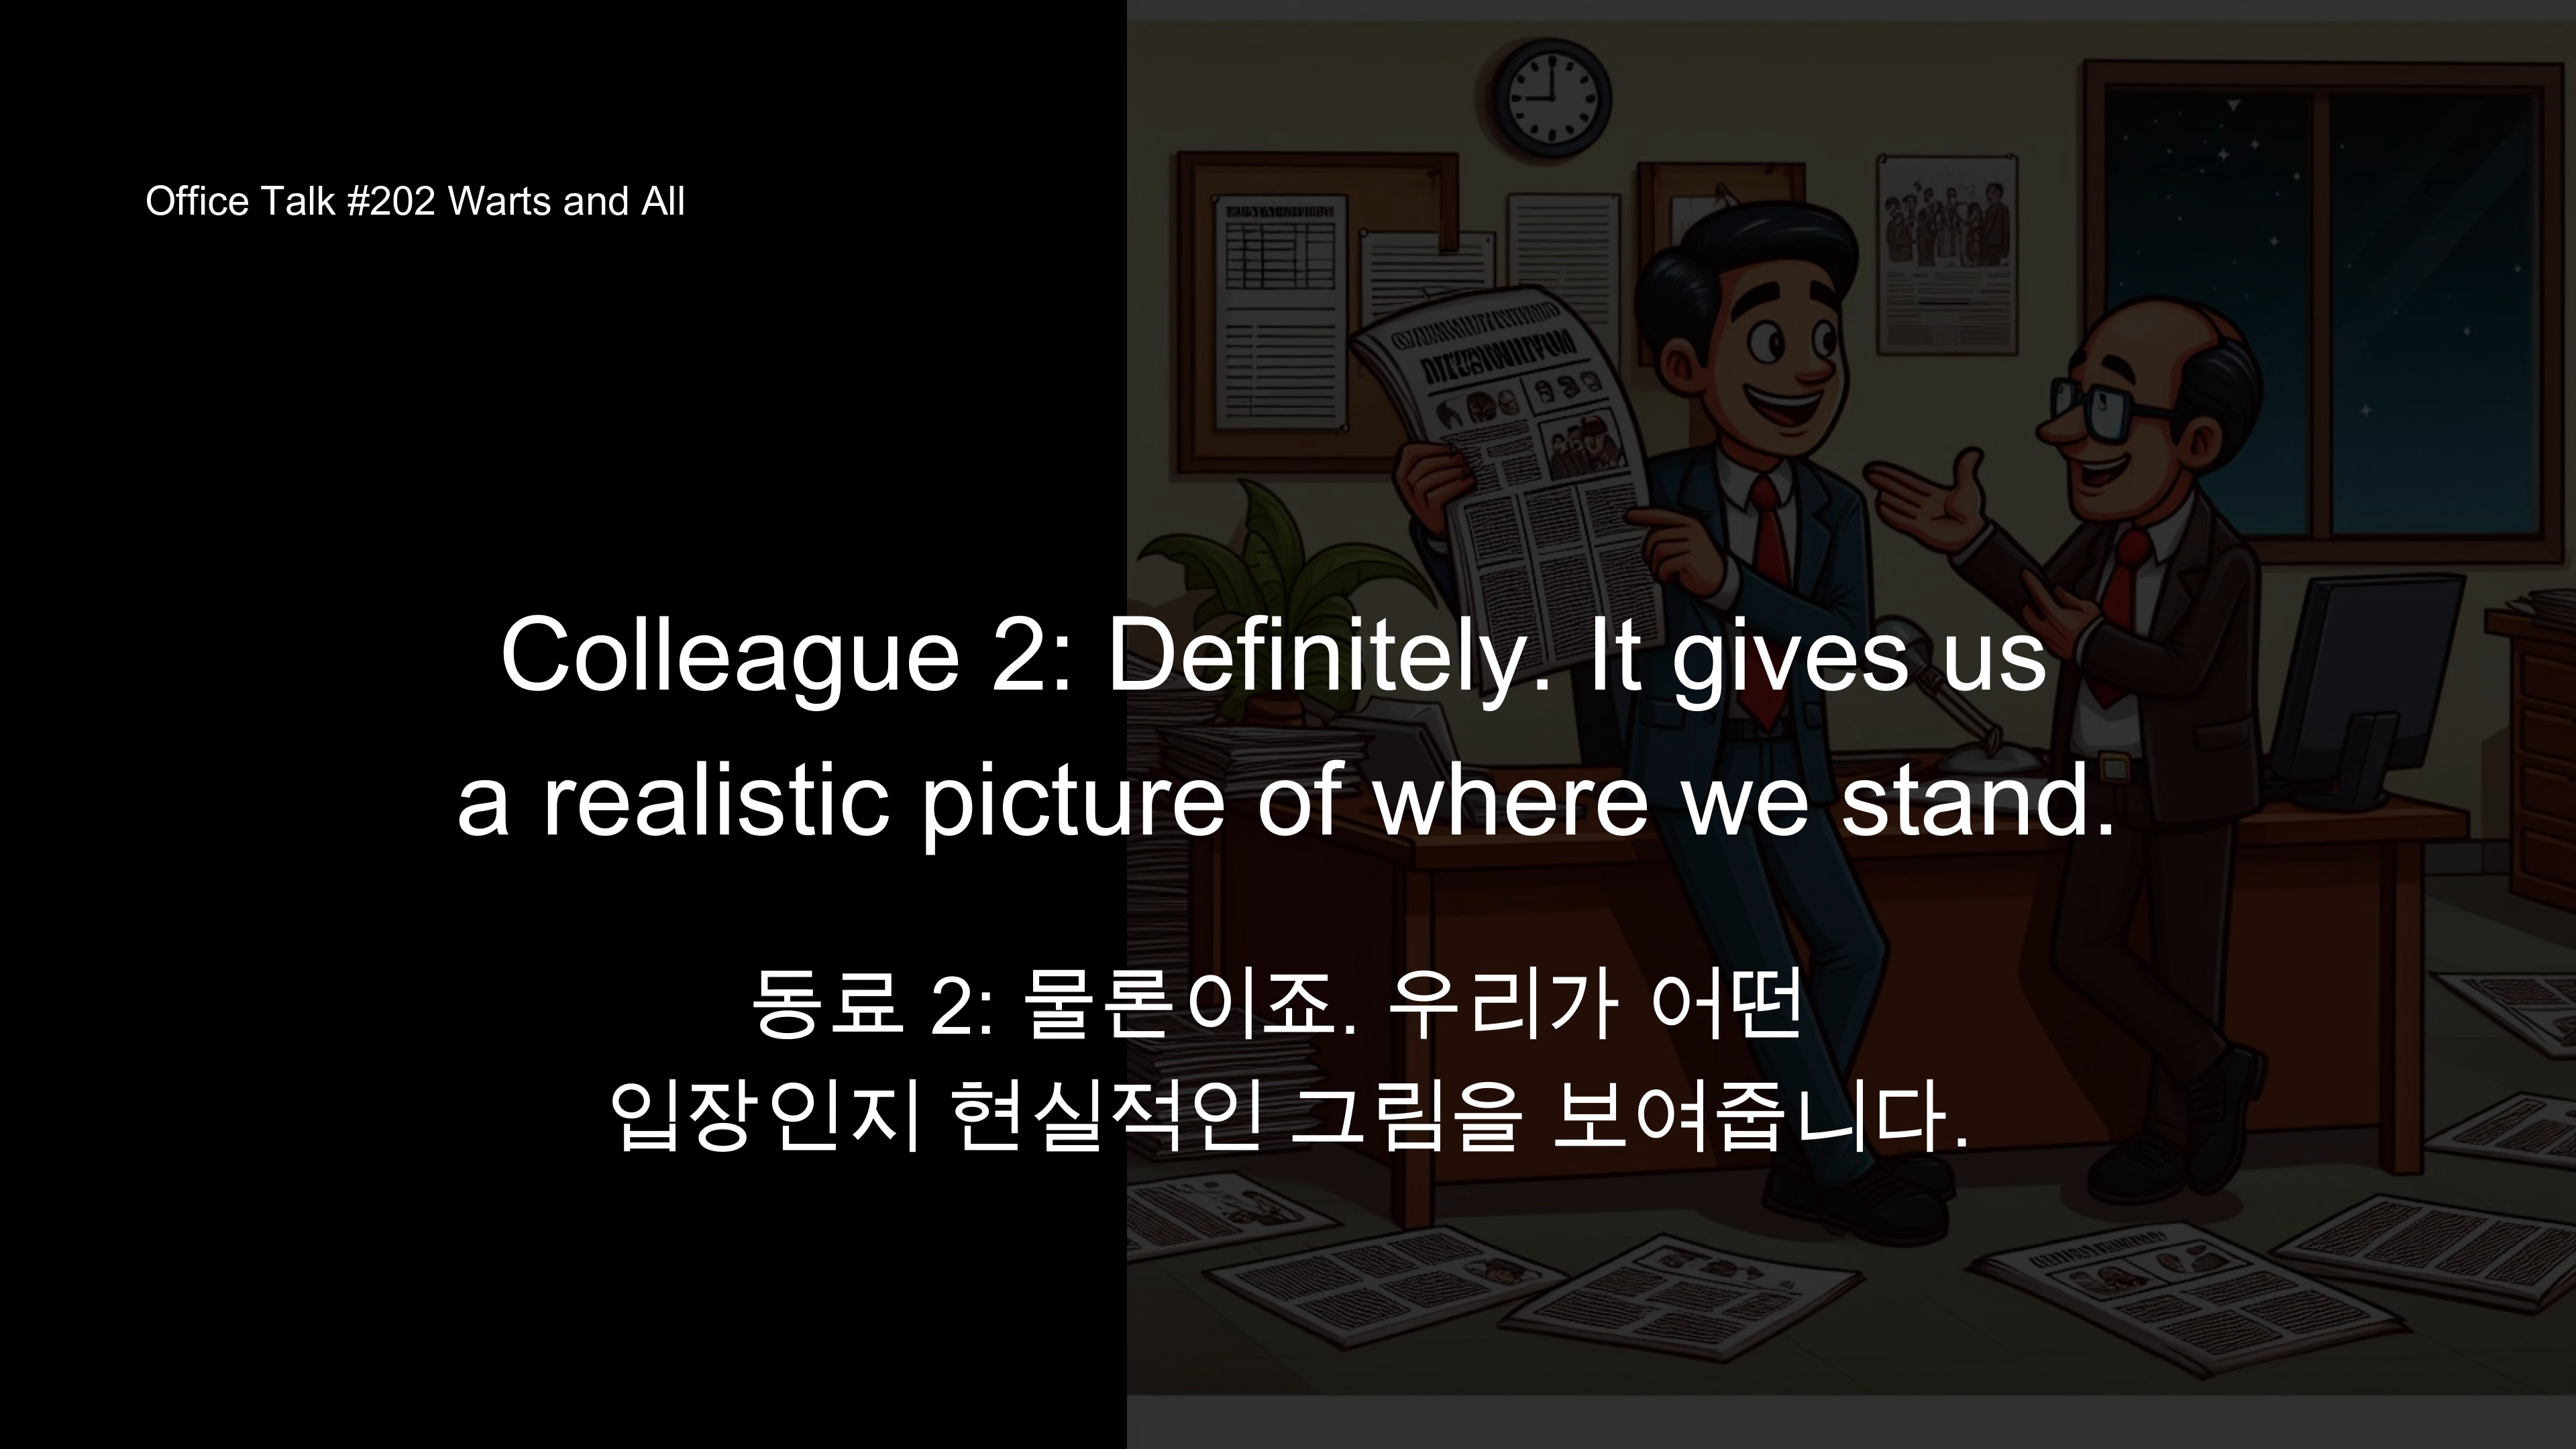 Office Talk #202 Warts and All
Colleague 2: Definitely. It gives us
a realistic picture of where we stand.
동료 2: 물론이죠. 우리가 어떤
입장인지 현실적인 그림을 보여줍니다.